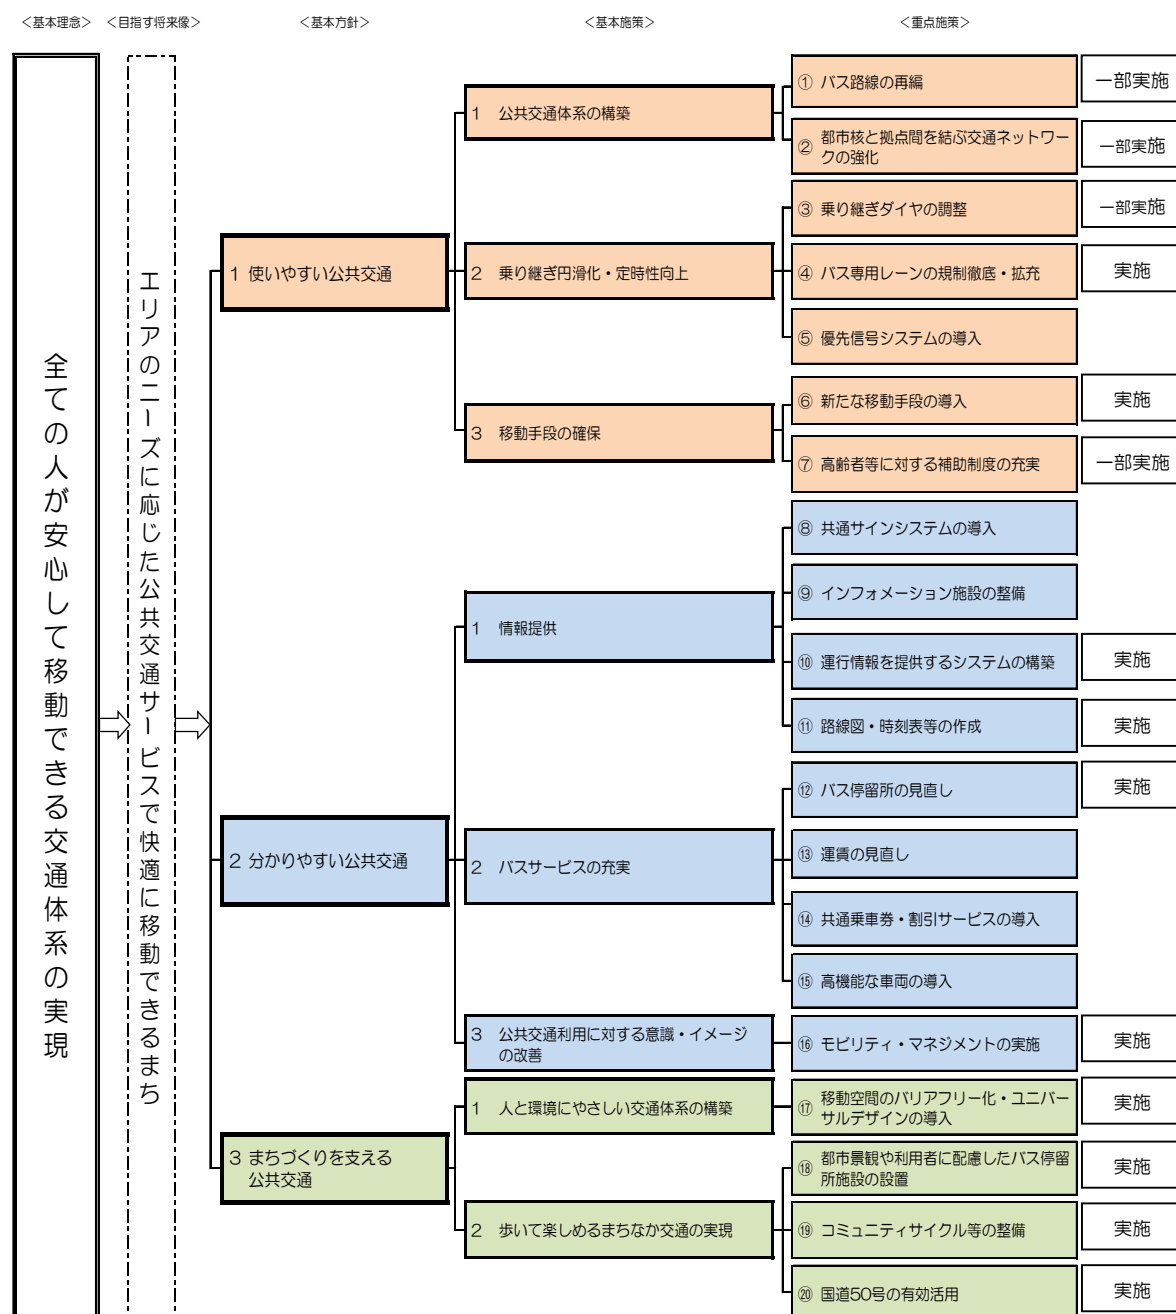 ＜基本理念＞ ＜目指す将来像＞ ＜基本方針＞ ＜基本施策＞ ＜重点施策＞
全ての人が安心して移動できる交通体系の実現
エリアのニーズに応じた公共交通サービスで快適に移動できるまち
1 使いやすい公共交通
1 公共交通体系の構築
① バス路線の再編
一部実施
② 都市核と拠点間を結ぶ交通ネットワー
クの強化
一部実施
2 乗り継ぎ円滑化・定時性向上
③ 乗り継ぎダイヤの調整
一部実施
④ バス専用レーンの規制徹底・拡充
実施
⑤ 優先信号システムの導入
3 移動手段の確保
⑥ 新たな移動手段の導入
実施
⑦ 高齢者等に対する補助制度の充実
一部実施
2 分かりやすい公共交通
1 情報提供
⑧ 共通サインシステムの導入
⑨ インフォメーション施設の整備
⑩ 運行情報を提供するシステムの構築
実施
⑪ 路線図・時刻表等の作成
実施
2 バスサービスの充実
⑫ バス停留所の見直し
実施
⑬ 運賃の見直し
⑭ 共通乗車券・割引サービスの導入
⑮ 高機能な車両の導入
3 公共交通利用に対する意識・イメージ
の改善
⑯ モビリティ・マネジメントの実施
実施
3 まちづくりを支える
公共交通
1 人と環境にやさしい交通体系の構築
⑰ 移動空間のバリアフリー化・ユニバー
サルデザインの導入
実施
2 歩いて楽しめるまちなか交通の実現
⑱ 都市景観や利用者に配慮したバス停留
所施設の設置
実施
⑲ コミュニティサイクル等の整備
実施
⑳ 国道50号の有効活用
実施